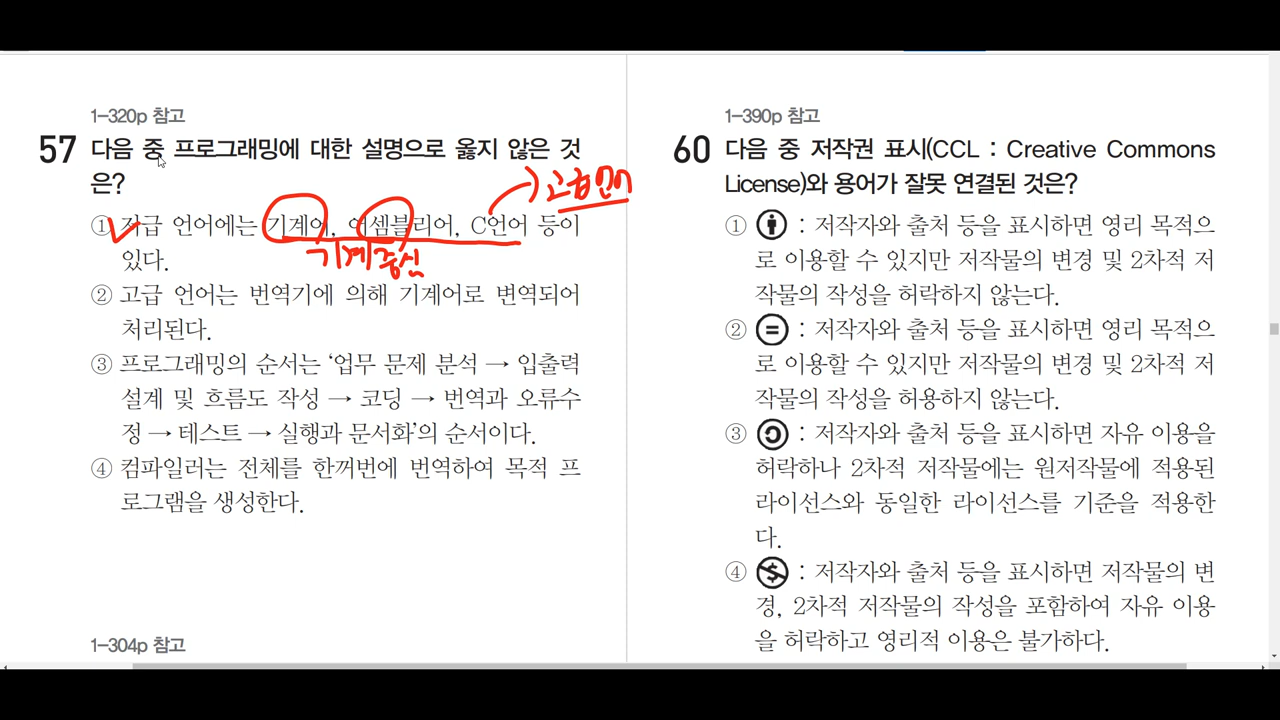 1-320p 참고
57 다음 중 프로그래밍에 대한 설명으로 옳지 않은 것
은?
고급 언어
① 저급 언어에는 기계어, 어셈블리어, C언어 등이
있다.
기계중심
② 고급 언어는 번역기에 의해 기계어로 변역되어
처리된다.
③ 프로그래밍의 순서는 ‘업무 문제 분석 → 입출력
설계 및 흐름도 작성 → 코딩 → 번역과 오류수
정 → 테스트 → 실행과 문서화’의 순서이다.
④ 컴파일러는 전체를 한꺼번에 번역하여 목적 프
로그램을 생성한다.
1-304p 참고
1-390p 참고
60 다음 중 저작권 표시(CCL : Creative Commons
License)와 용어가 잘못 연결된 것은?
① : 저작자와 출처 등을 표시하면 영리 목적으
로 이용할 수 있지만 저작물의 변경 및 2차적 저
작물의 작성을 허락하지 않는다.
② = : 저작자와 출처 등을 표시하면 영리 목적으
로 이용할 수 있지만 저작물의 변경 및 2차적 저
작물의 작성을 허용하지 않는다.
③ : 저작자와 출처 등을 표시하면 자유 이용을
허락하나 2차적 저작물에는 원저작물에 적용된
라이선스와 동일한 라이선스를 기준을 적용한
다.
④ $ : 저작자와 출처 등을 표시하면 저작물의 변
경, 2차적 저작물의 작성을 포함하여 자유 이용
을 허락하고 영리적 이용은 불가하다.